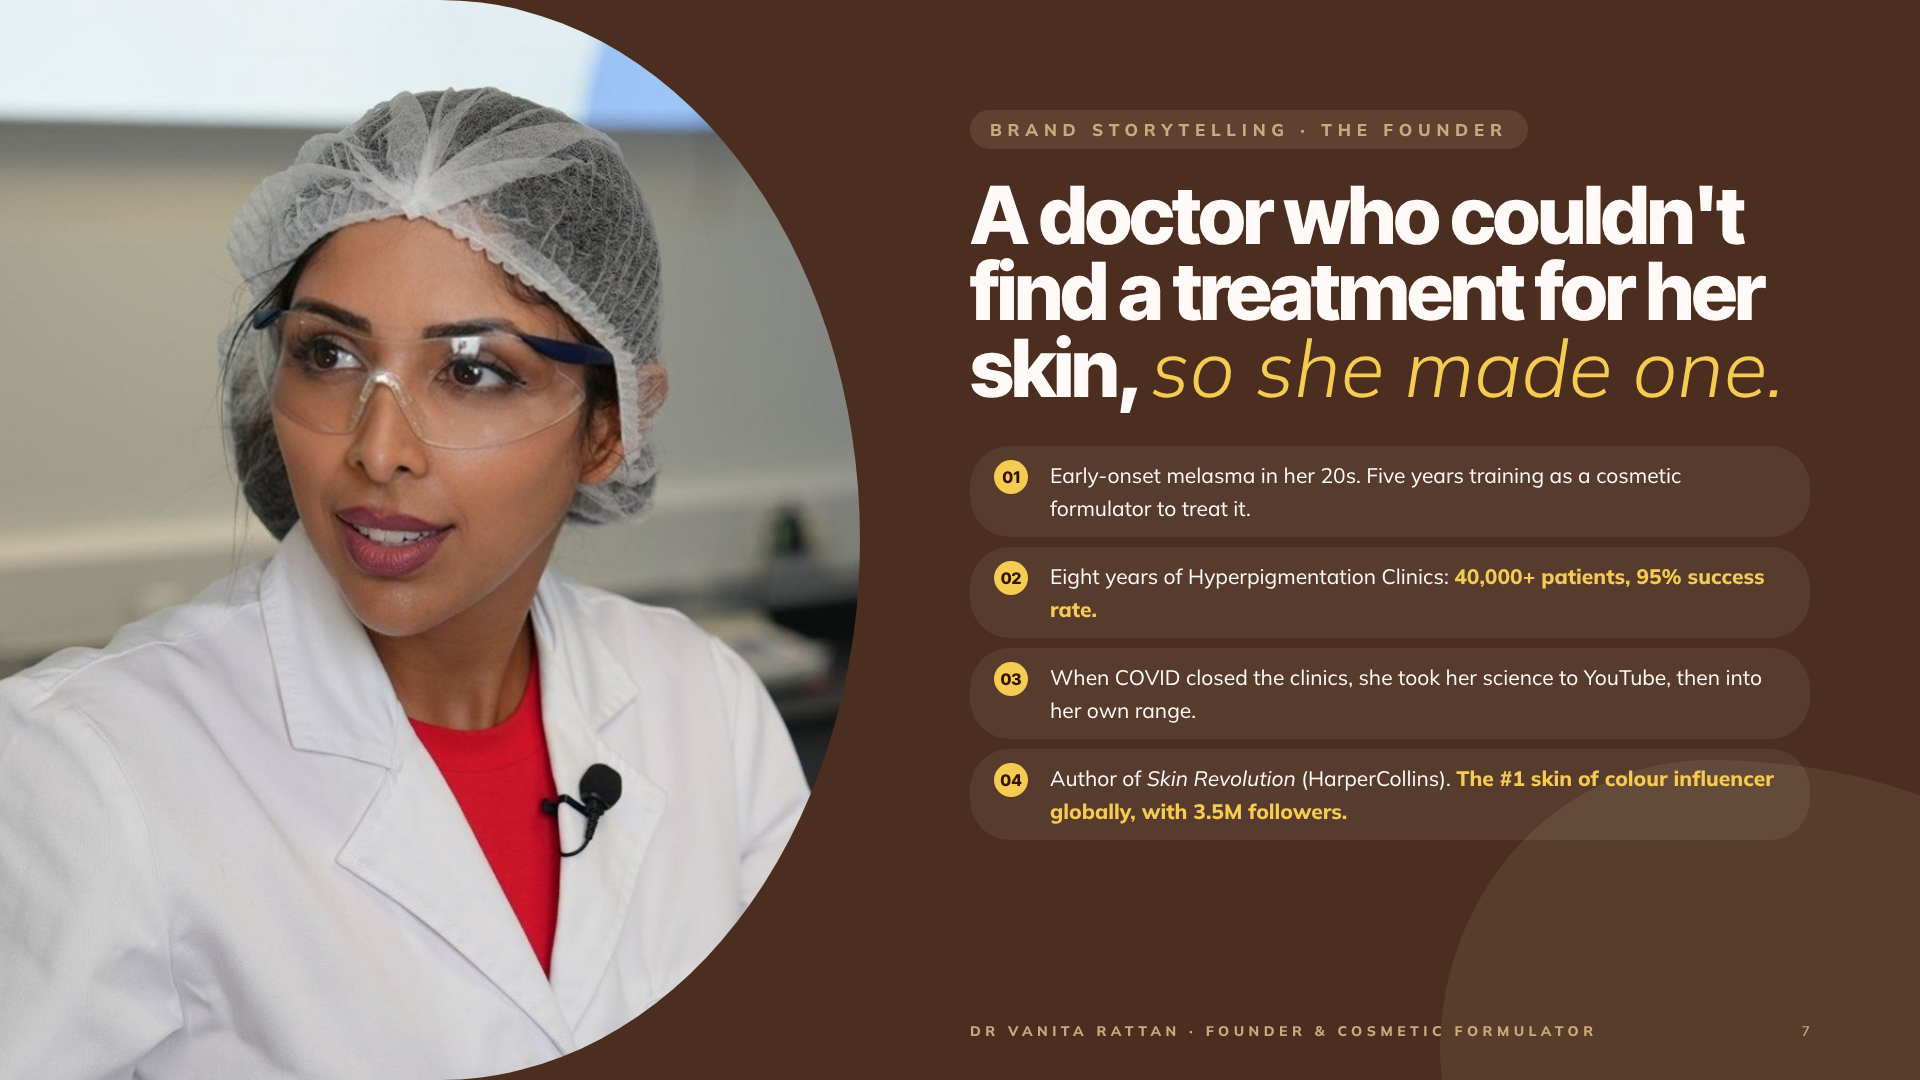 BRAND STORYTELLING · THE FOUNDER
A doctor who couldn't
find a treatment for her
skin, so she made one.
01 Early-onset melasma in her 20s. Five years training as a cosmetic
formulator to treat it.
02 Eight years of Hyperpigmentation Clinics: 40,000+ patients, 95% success
rate.
03 When COVID closed the clinics, she took her science to YouTube, then into
her own range.
04 Author of Skin Revolution (HarperCollins). The #1 skin of colour influencer
globally, with 3.5M followers.
DR VANITA RATTAN · FOUNDER & COSMETIC FORMULATOR 7